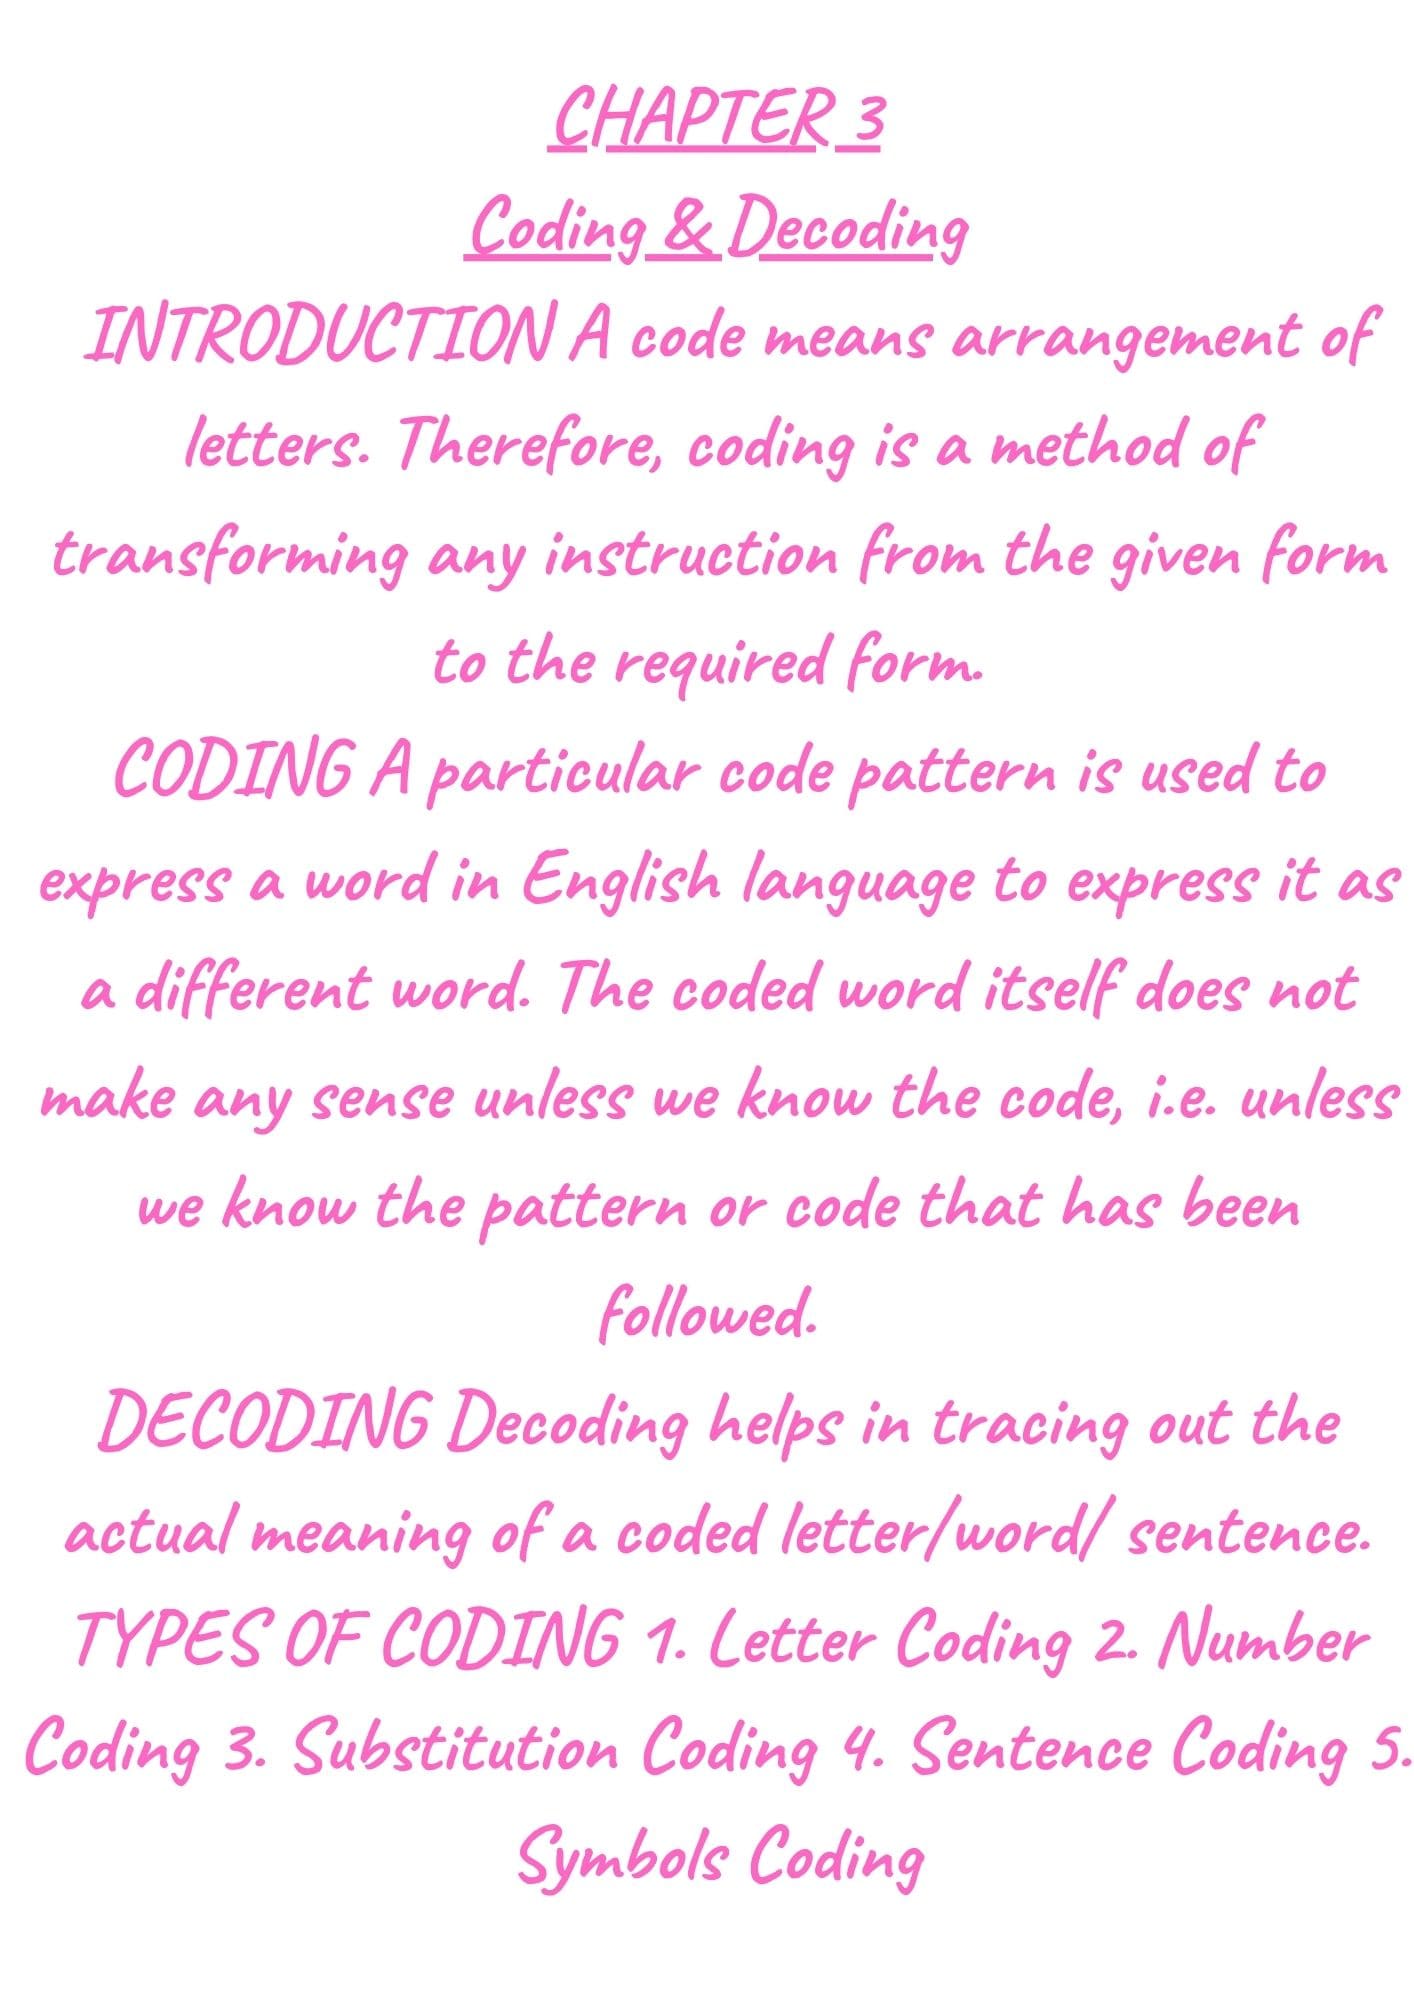 CHAPTER 3
Coding & Decoding
INTRODUCTION A code means arrangement of
letters. Therefore, coding is a method of
transforming any instruction from the given form
to the required form.
CODING A particular code pattern is used to
express a word in English language to express it as
a different word. The coded word itself does not
make any sense unless we know the code, i.e. unless
we know the pattern or code that has been
followed.
DECODING Decoding helps in tracing out the
actual meaning of a coded letter/word/ sentence.
TYPES OF CODING 1. Letter Coding 2. Number
Coding 3. Substitution Coding 4. Sentence Coding 5.
Symbols Coding